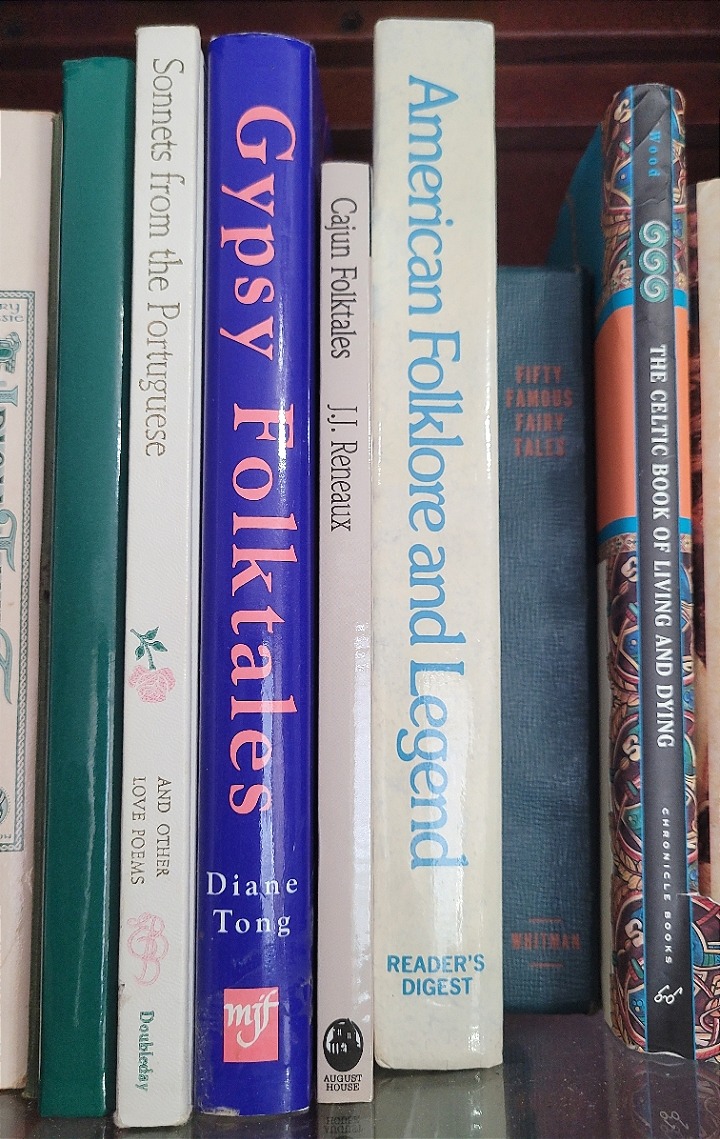 Sonnets from the Portuguese
AND OTHER
LOVE POEMS
Doubleday
Gypsy Folktales
Diane
Tong
mjf
Cajun Folktales J.J. Reneaux
AUGUST
HOUSE
American Folklore and Legend
READER'S
DIGEST
FIFTY
FAMOUS
FAIRY
TALES
WHITMAN
Wood
THE CELTIC BOOK OF LIVING AND DYING
CHRONICLE BOOKS